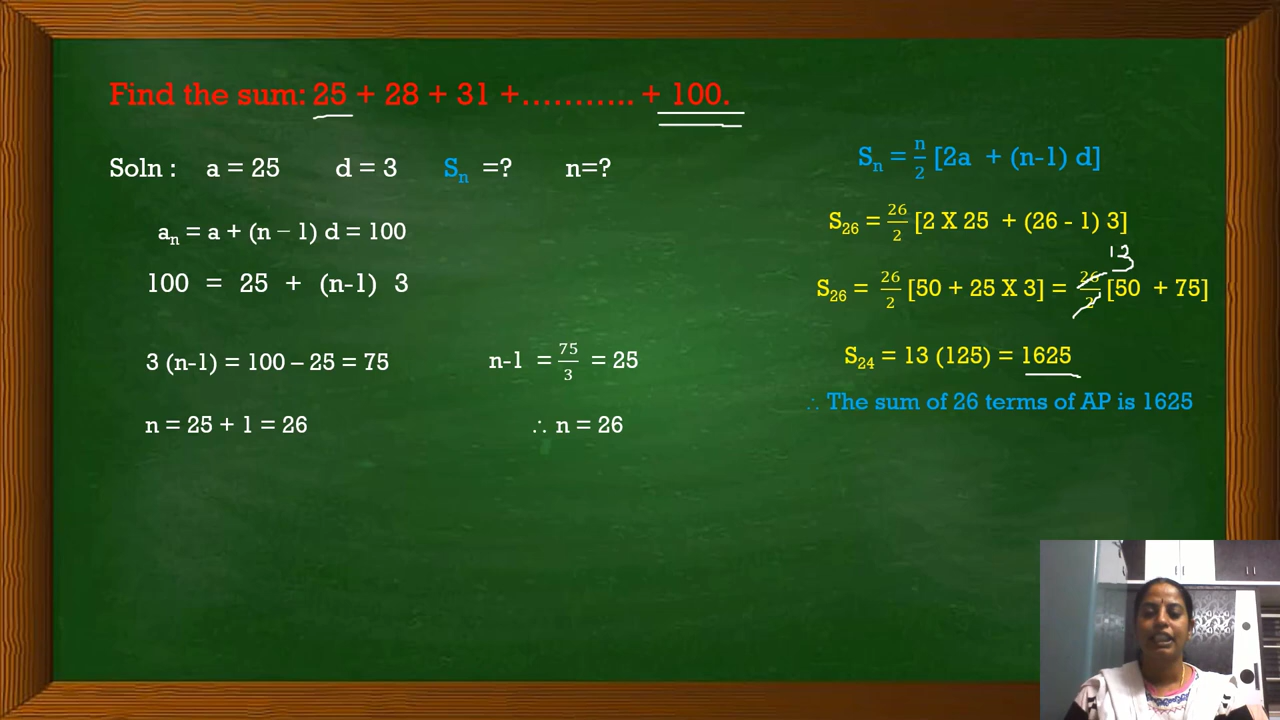 Find the sum: 25 + 28 + 31 +........... + 100.
Soln : a = 25 d = 3 Sₙ =? n=?
aₙ = a + (n – 1) d = 100
100 = 25 + (n-1) 3
3 (n-1) = 100 – 25 = 75 n-1 = 75/3 = 25
n = 25 + 1 = 26 ∴ n = 26
Sₙ = n/2 [2a + (n-1) d]
S₂₆ = 26/2 [2 X 25 + (26 - 1) 3]
13
S₂₆ = 26/2 [50 + 25 X 3] = 26/2 [50 + 75]
S₂₄ = 13 (125) = 1625
∴ The sum of 26 terms of AP is 1625